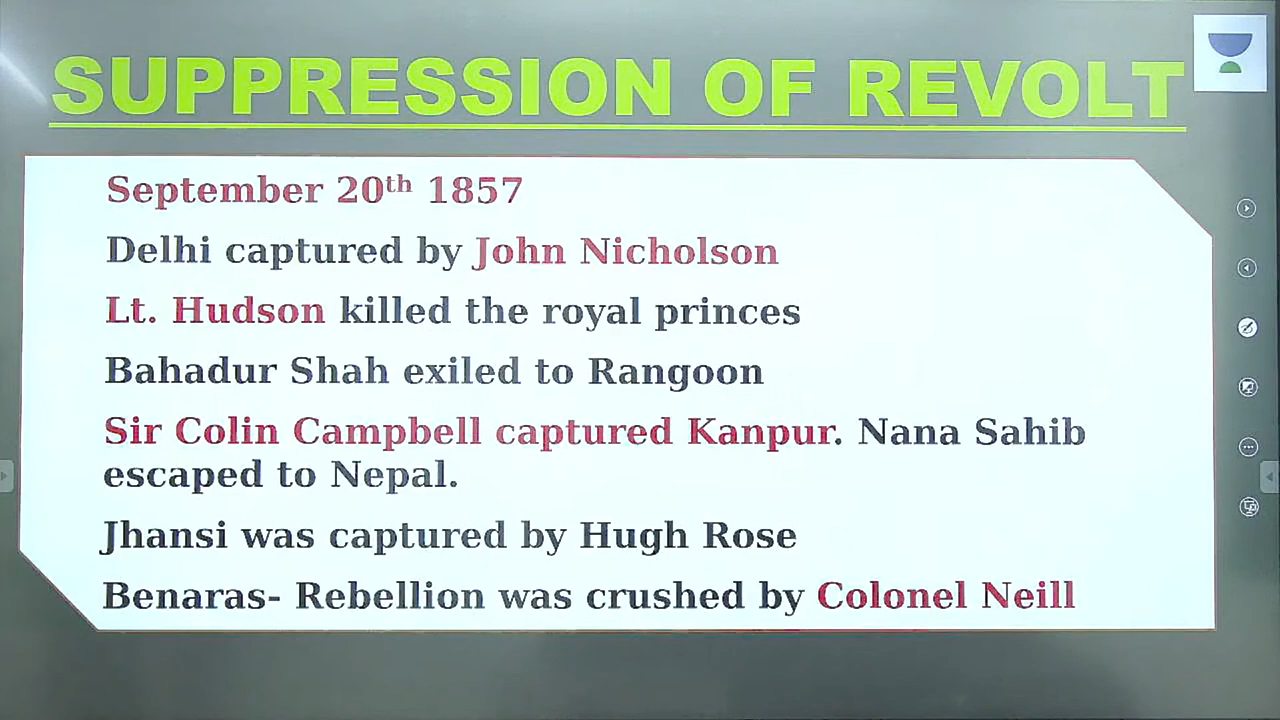 SUPPRESSION OF REVOLT
September 20th 1857
Delhi captured by John Nicholson
Lt. Hudson killed the royal princes
Bahadur Shah exiled to Rangoon
Sir Colin Campbell captured Kanpur. Nana Sahib
escaped to Nepal.
Jhansi was captured by Hugh Rose
Benaras- Rebellion was crushed by Colonel Neill